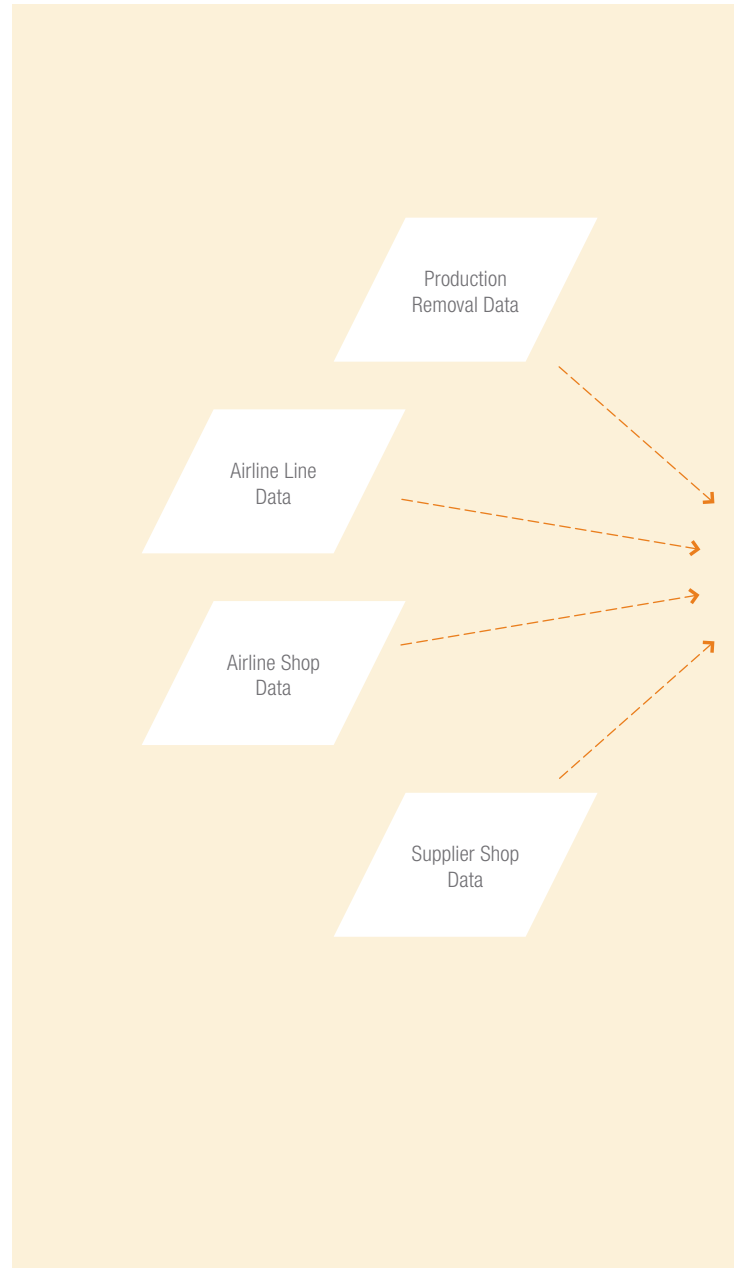 Production
Removal Data
Airline Line
Data
Airline Shop
Data
Supplier Shop
Data